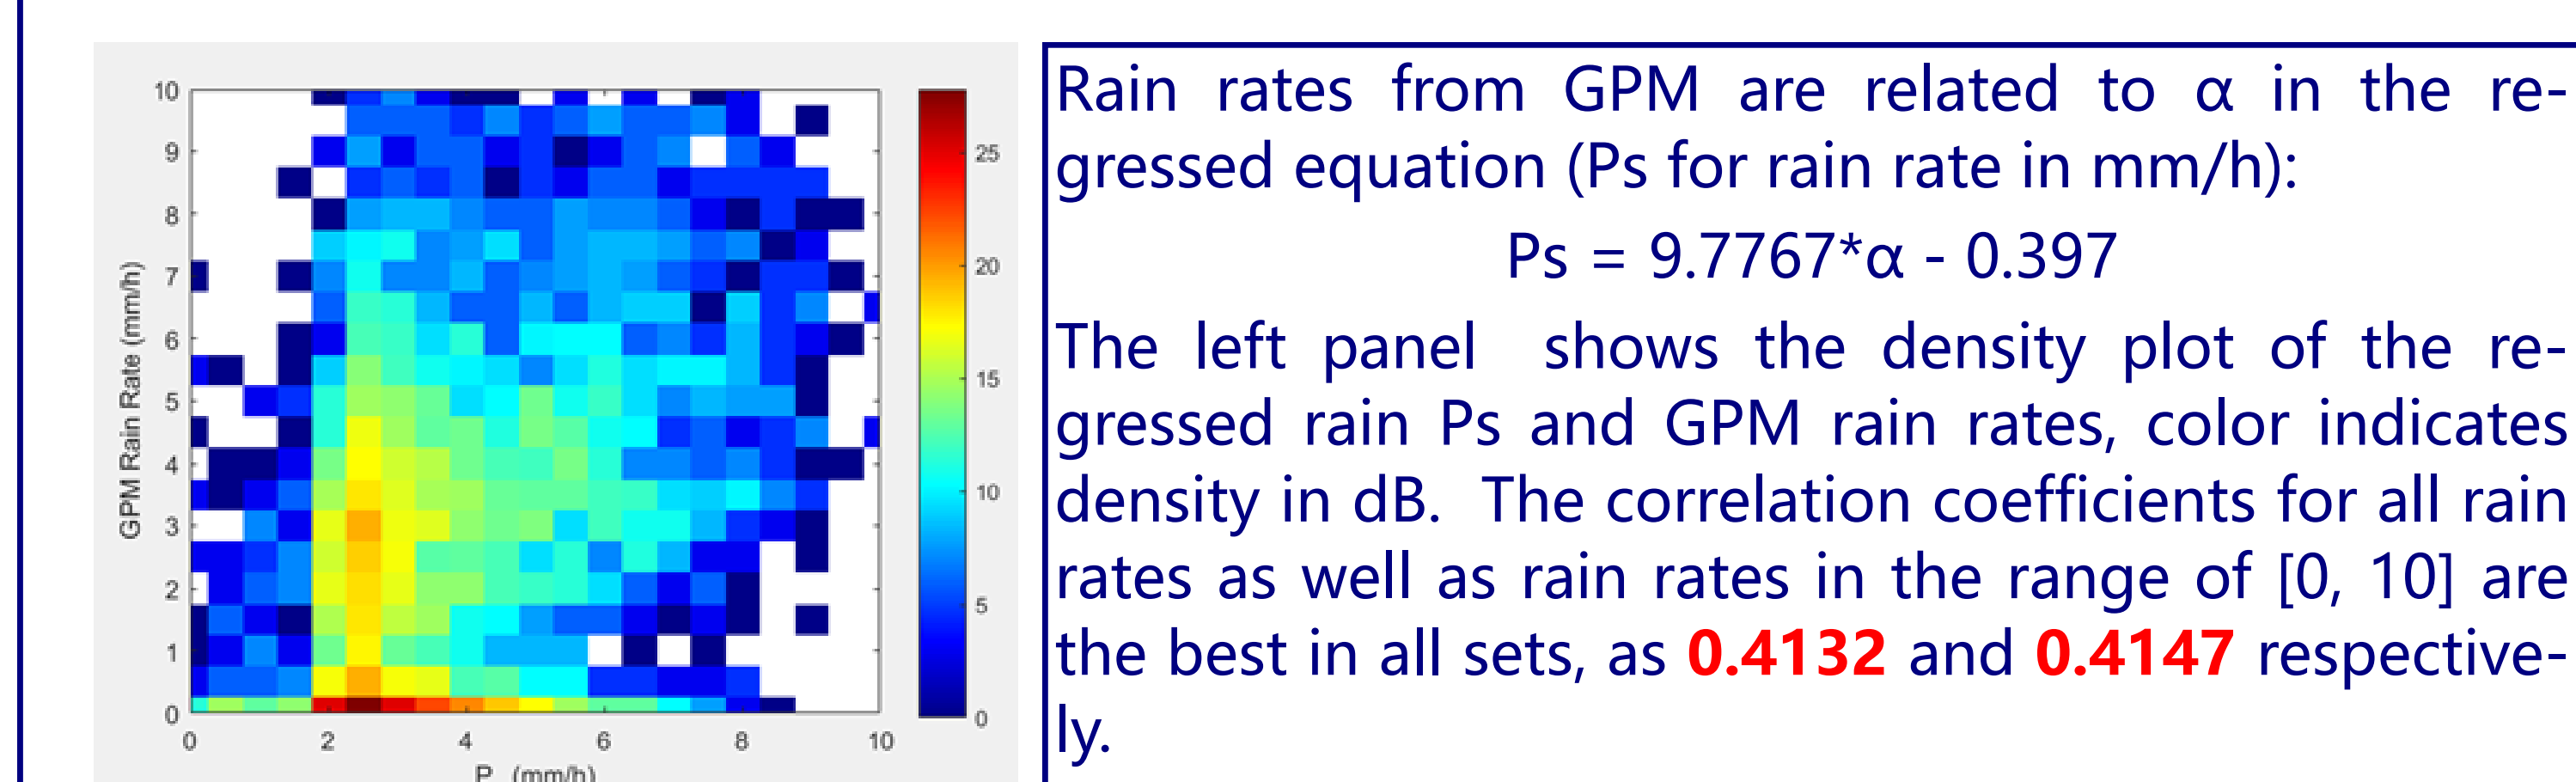 10
9
8
7
6
5
4
3
2
1
0
GPM Rain Rate (mm/h)
0
2
4
6
8
10
P (mm/h)
25
20
15
10
5
0
Rain rates from GPM are related to α in the re-
gressed equation (Ps for rain rate in mm/h):
Ps = 9.7767*α - 0.397
The left panel shows the density plot of the re-
gressed rain Ps and GPM rain rates, color indicates
density in dB. The correlation coefficients for all rain
rates as well as rain rates in the range of [0, 10] are
the best in all sets, as 0.4132 and 0.4147 respective-
ly.